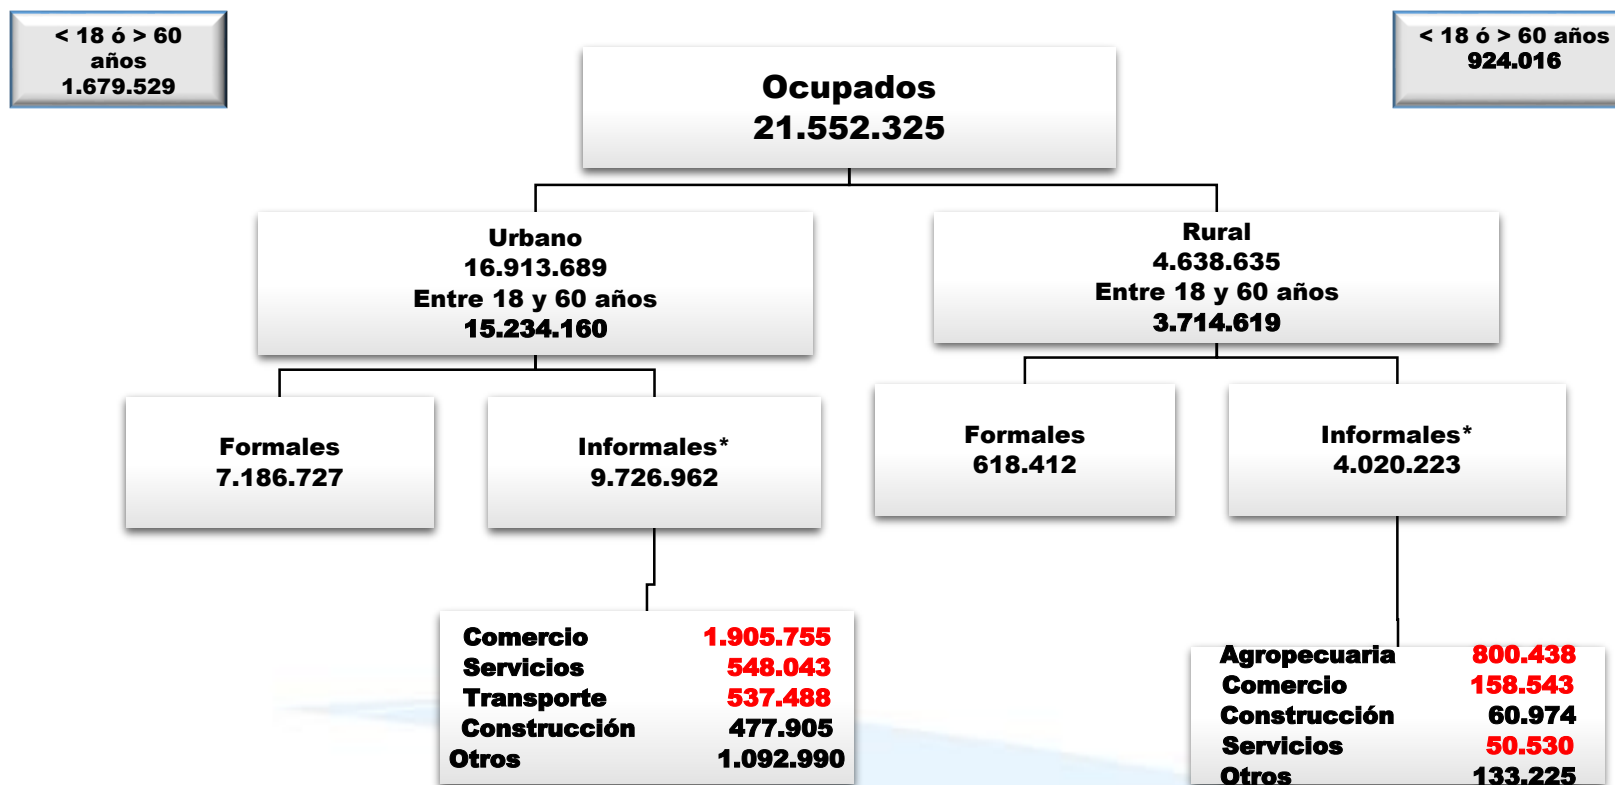 < 18 ó > 60
años
1.679.529
< 18 ó > 60 años
924.016
Ocupados
21.552.325
Urbano
16.913.689
Entre 18 y 60 años
15.234.160
Rural
4.638.635
Entre 18 y 60 años
3.714.619
Formales
7.186.727
Informales*
9.726.962
Formales
618.412
Informales*
4.020.223
Comercio 1.905.755
Servicios 548.043
Transporte 537.488
Construcción 477.905
Otros 1.092.990
Agropecuaria 800.438
Comercio 158.543
Construcción 60.974
Servicios 50.530
Otros 133.225